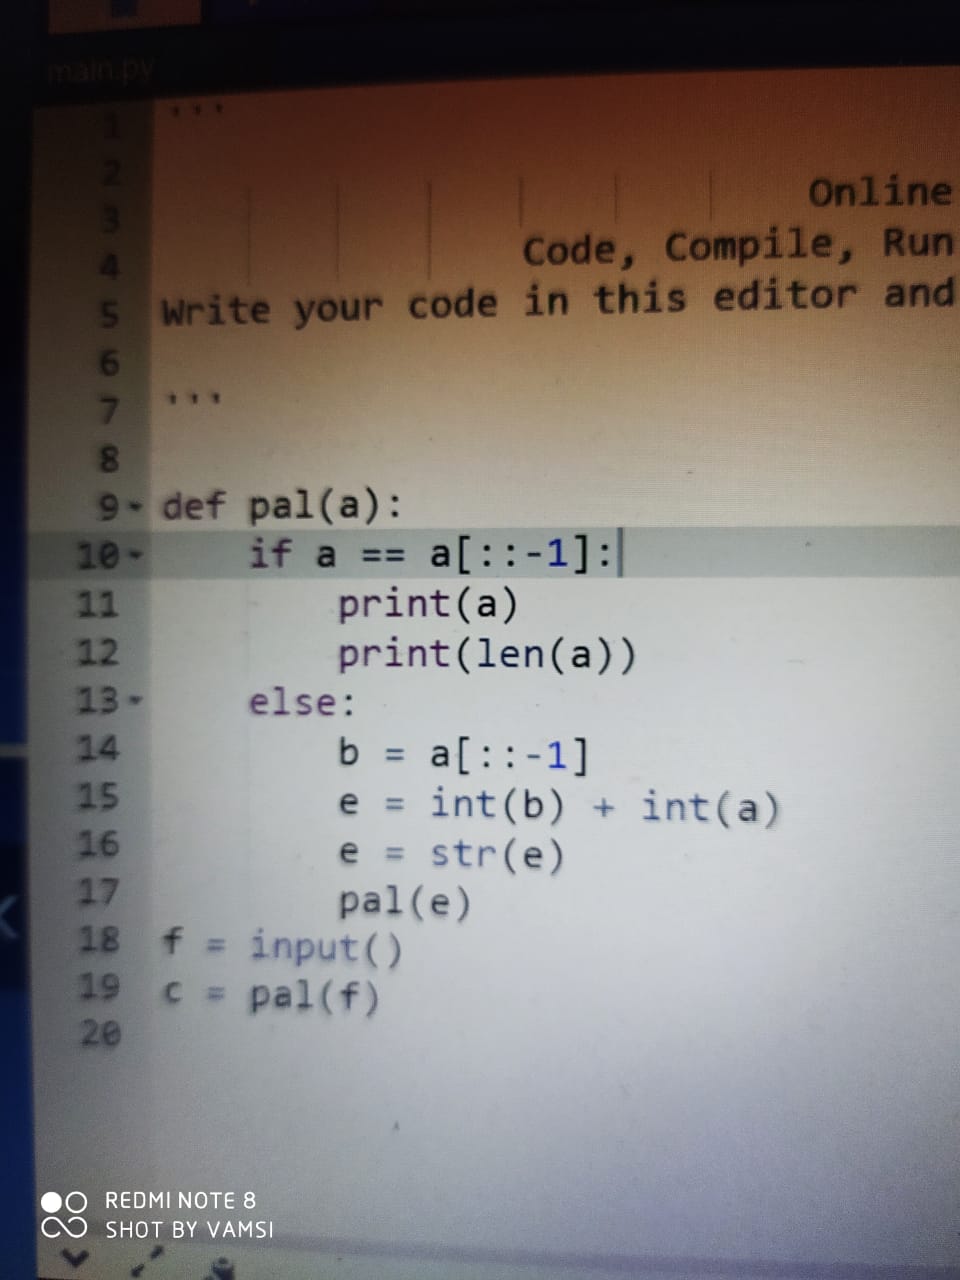 main.py
1 '''
2
3 Online
4 Code, Compile, Run
5 Write your code in this editor and
6
7 '''
8
9 def pal(a):
10 if a == a[::-1]:
11 print(a)
12 print(len(a))
13 else:
14 b = a[::-1]
15 e = int(b) + int(a)
16 e = str(e)
17 pal(e)
18 f = input()
19 c = pal(f)
20
REDMI NOTE 8
SHOT BY VAMSI